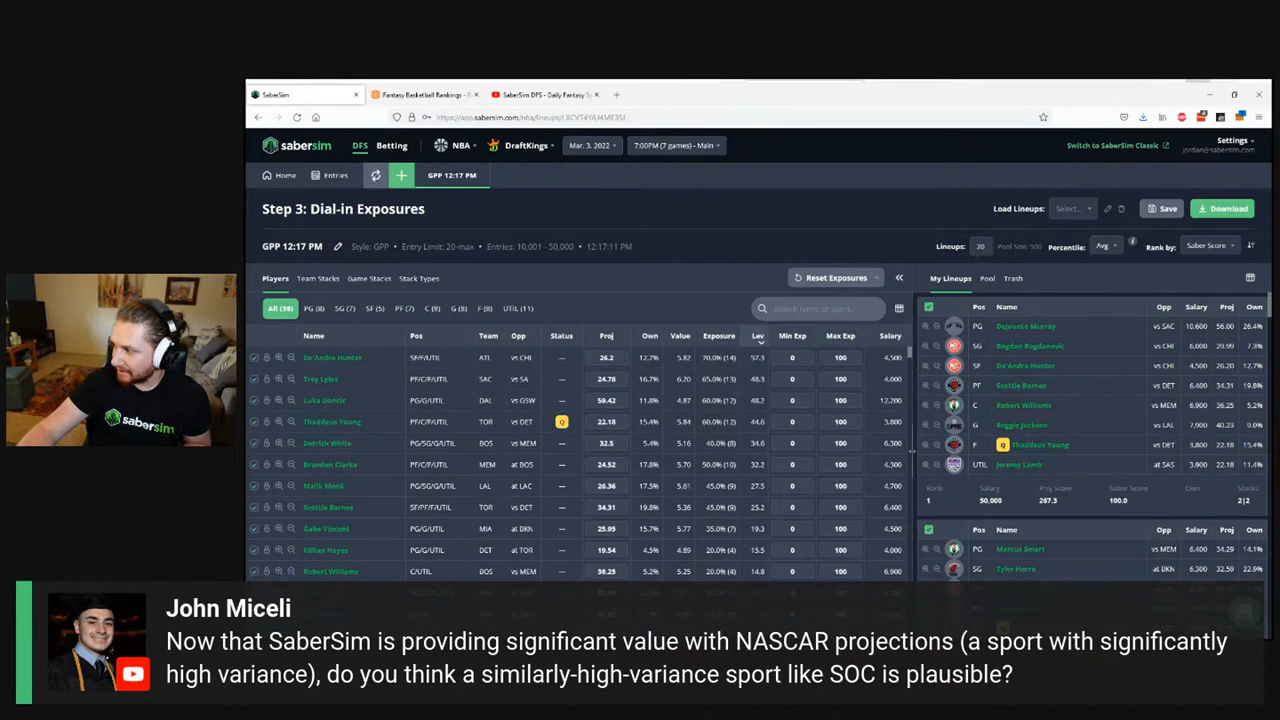 SaberSim
Fantasy Basketball Rankings - 
SaberSim DFS - Daily Fantasy S
sabersim DFS Betting NBA DraftKings Mar. 3, 2022 7:00PM (7 games) - Main Switch to SaberSim Classic Settings
jordan@sabersim.com
Home Entries GPP 12:17 PM
Step 3: Dial-in Exposures Load Lineups: Select... Save Download
GPP 12:17 PM Style: GPP Entry Limit: 20-max Entries: 10,001 - 50,000 12:17:11 PM Lineups: 20 Pool Size: 500 Percentile: Avg Rank by: Saber Score
Players Team Stacks Game Stacks Stack Types Reset Exposures My Lineups Pool Trash
All (36) PG (8) SG (7) SF (5) PF (7) C (8) G (8) F (8) UTIL (11) Search name or team...
Name Pos Team Opp Status Proj Own Value Exposure Lev Min Exp Max Exp Salary
De'Andre Hunter SF/F/UTIL ATL vs CHI — 26.2 12.7% 5.82 70.0% (14) 57.3 0 100 4,500
Trey Lyles PF/C/F/UTIL SAC vs SA — 24.78 16.7% 6.20 65.0% (13) 48.3 0 100 4,000
Luka Doncic PG/G/UTIL DAL vs GSW — 59.42 11.8% 4.87 60.0% (12) 48.2 0 100 12,200
Thaddeus Young PF/C/F/UTIL TOR vs DET Q 22.18 15.4% 5.84 60.0% (12) 44.6 0 100 3,800
Derrick White PG/SG/G/UTIL BOS vs MEM — 32.5 5.4% 5.16 40.0% (8) 34.6 0 100 6,300
Brandon Clarke PF/C/F/UTIL MEM at BOS — 24.52 17.8% 5.70 50.0% (10) 32.2 0 100 4,300
Malik Monk PG/SG/G/UTIL LAL at LAC — 26.36 17.5% 5.61 45.0% (9) 27.5 0 100 4,700
Scottie Barnes SF/PF/F/UTIL TOR vs DET — 34.31 19.8% 5.36 45.0% (9) 25.2 0 100 6,400
Gabe Vincent PG/G/UTIL MIA at BKN — 25.95 15.7% 5.77 35.0% (7) 19.3 0 100 4,500
Killian Hayes PG/G/UTIL DET at TOR — 19.54 4.5% 4.89 20.0% (4) 15.5 0 100 4,000
Robert Williams C/UTIL BOS vs MEM — 36.25 5.2% 5.25 20.0% (4) 14.8 0 100 6,900
Pos Name Opp Salary Proj Own
PG Dejounte Murray vs SAC 10,600 56.00 26.4%
SG Bogdan Bogdanovic vs CHI 6,000 29.99 7.3%
SF De'Andre Hunter vs CHI 4,500 26.20 12.7%
PF Scottie Barnes vs DET 6,400 34.31 19.8%
C Robert Williams vs MEM 6,900 36.25 5.2%
G Reggie Jackson vs LAL 7,900 40.23 9.0%
F Q Thaddeus Young vs DET 3,800 22.18 15.4%
UTIL Jeremy Lamb at SAS 3,900 22.18 11.4%
Rank Salary Proj Score Saber Score Own Stacks
1 50,000 267.3 100.0 2|2
Pos Name Opp Salary Proj Own
PG Marcus Smart vs MEM 6,400 34.29 14.1%
SG Tyler Herro at BKN 6,300 32.59 22.9%
sabersim
John Miceli
Now that SaberSim is providing significant value with NASCAR projections (a sport with significantly
high variance), do you think a similarly-high-variance sport like SOC is plausible?